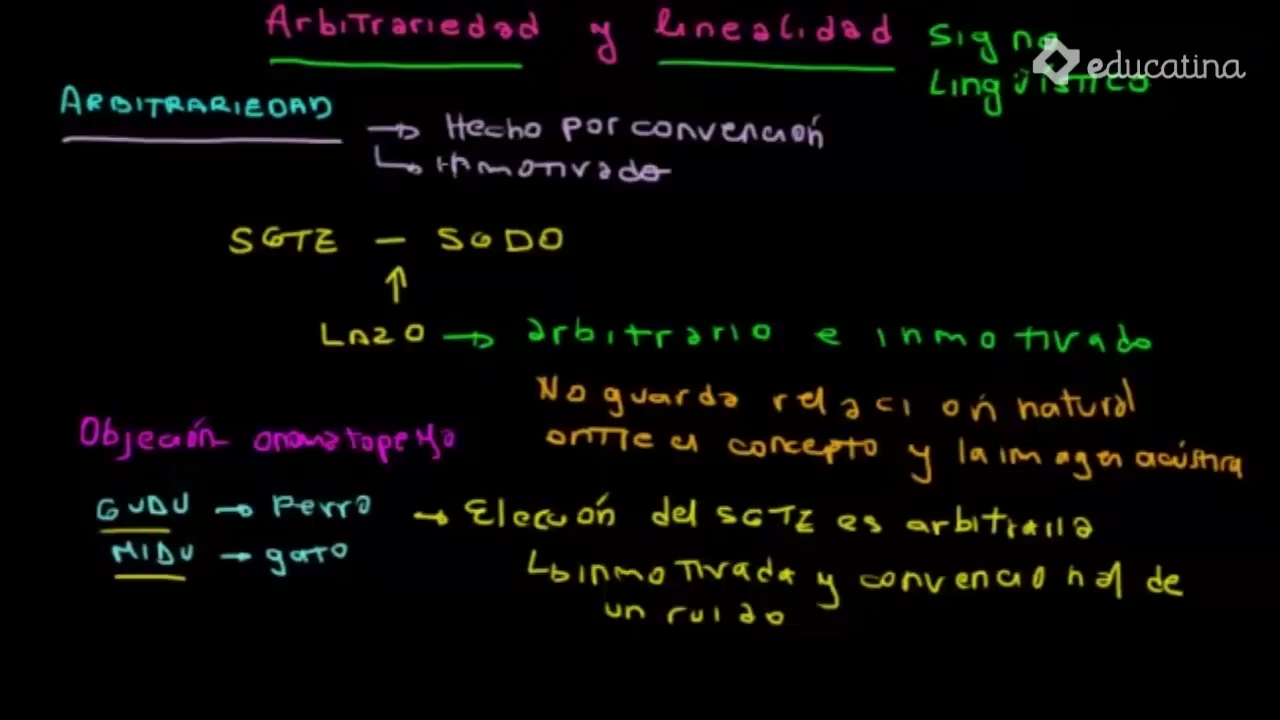 Arbitrariedad y linealidad Signo
Lingüístico
educatina
ARBITRARIEDAD → Hecho por convención
↳ inmotivado
SGTE — SGDO
↑
LAZO → arbitrario e inmotivado
No guarda relación natural
entre el concepto y la imagen acústica
Objeción onomatopeya
GUAU → Perro → Elección del SGTE es arbitraria
MIAU → gato
↳ inmotivada y convencional de
un ruido